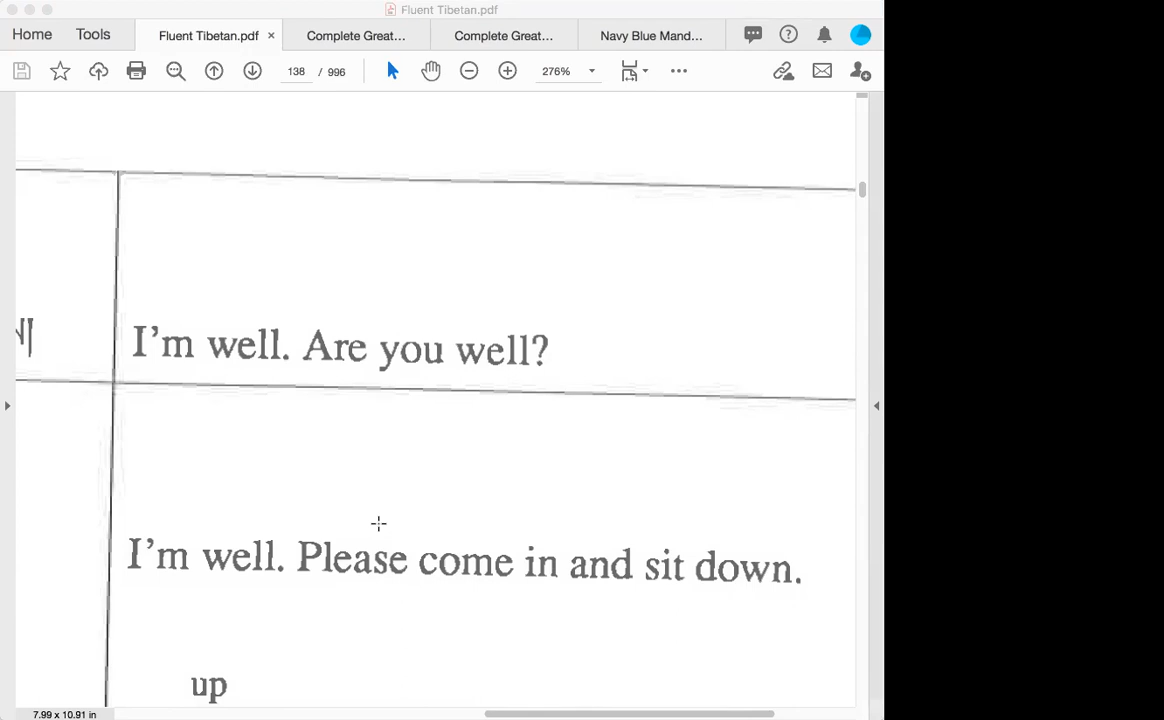 Fluent Tibetan.pdf
Home Tools Fluent Tibetan.pdf × Complete Great... Complete Great... Navy Blue Mand...
138 / 996 276%
I'm well. Are you well?
I'm well. Please come in and sit down.
up
7.99 x 10.91 in